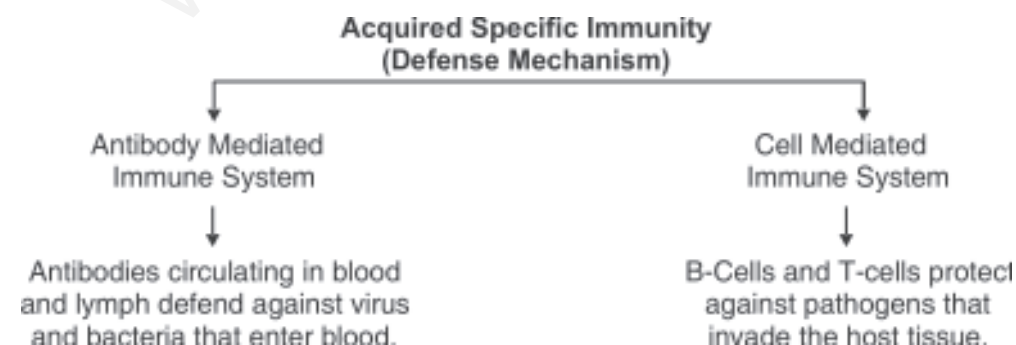 Acquired Specific Immunity
(Defense Mechanism)
Antibody Mediated
Immune System
Cell Mediated
Immune System
Antibodies circulating in blood
and lymph defend against virus
and bacteria that enter blood.
B-Cells and T-cells protect
against pathogens that
invade the host tissue.